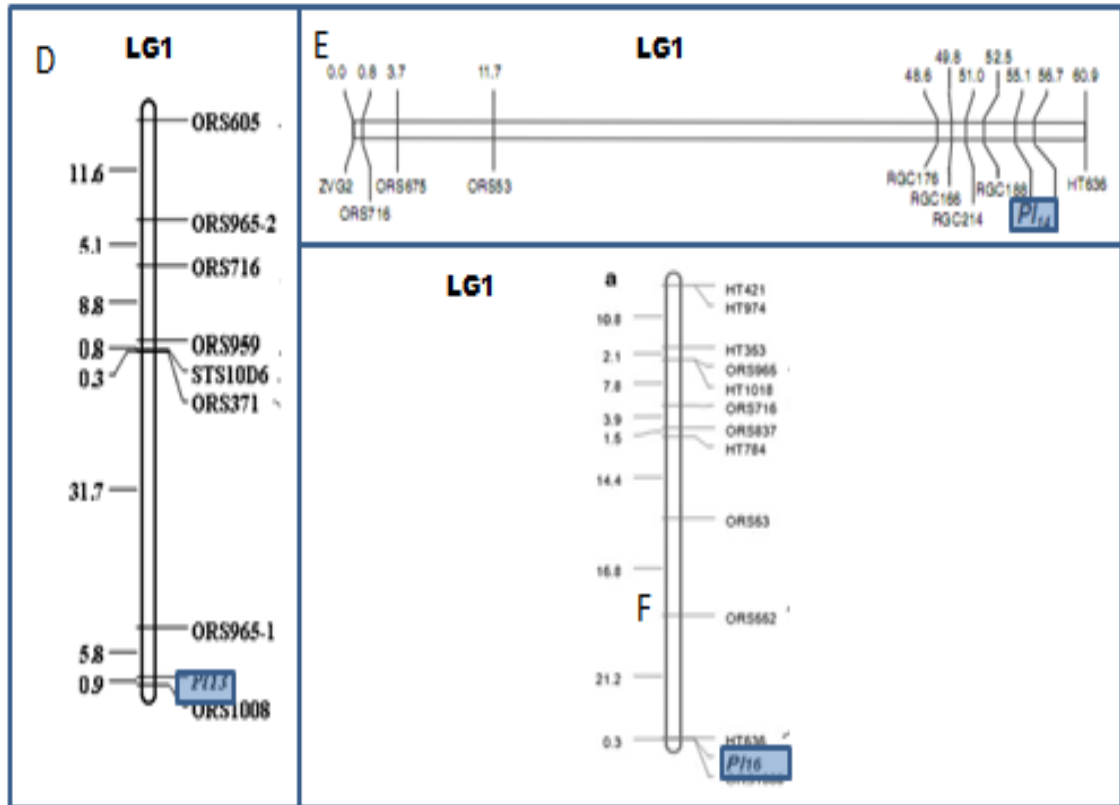 D
LG1
ORS605
11.6
ORS965-2
5.1
ORS716
8.8
ORS959
0.8
STS10D6
0.3
ORS371
31.7
ORS965-1
5.8
Pl13
0.9
ORS1008
E
LG1
0.0 0.8 3.7 11.7 48.6 49.8 51.0 52.5 55.1 56.7 60.9
ZVG2 ORS716 ORS675 ORS53 RGC176 RGC166 RGC214 RGC188 Pl14 HT636
LG1
a
HT421
HT974
10.8
HT353
2.1
ORS965
HT1018
7.8
ORS716
3.9
ORS837
1.5
HT784
14.4
ORS53
16.8
F
ORS662
21.2
HT636
0.3
Pl16